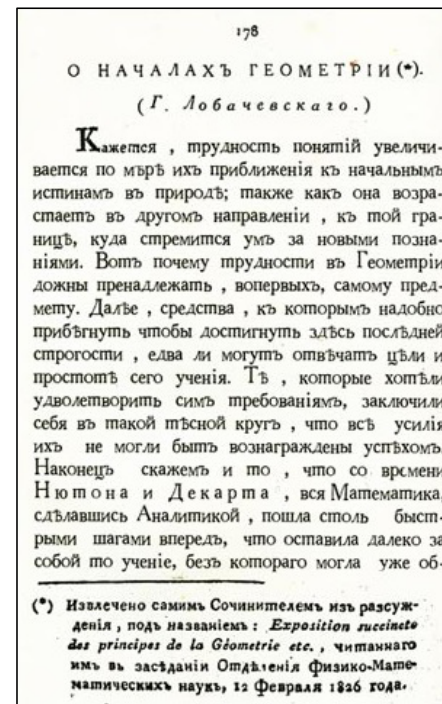 178
О НАЧАЛАХЪ ГЕОМЕТРІИ (*).
(Г. Лобачевскаго.)
Кажется , трудность понятій увеличи-
вается по мѣрѣ ихъ приближенія къ начальнымъ
истинамъ въ природѣ; также какъ она возра-
стаетъ въ другомъ направленіи , къ той гра-
ницѣ, куда стремится умъ за новыми позна-
ніями. Вотъ почему трудности въ Геометріи
дожны пренадлежать , вопервыхъ, самому пред-
мету. Далѣе , средства , къ которымъ надобно
прибѣгнуть чтобы достигнуть здѣсь послѣдней
строгости , едва ли могутъ отвѣчать цѣли и
простотѣ сего ученія. Тѣ , которые хотѣли
удволетворить симъ требованіямъ, заключили
себя въ такой тѣсной кругъ , что всѣ усилія
ихъ не могли быть вознаграждены успѣхомъ.
Наконецъ скажемъ и то , что со времени
Нютона и Декарта , вся Математика,
сдѣлавшись Аналитикой , пошла столь быст-
рыми шагами впередъ, что оставила далеко за
собой то ученіе, безъ котораго могла уже об-
(*) Извлечено самимъ Сочинителемъ изъ разсуж-
денія , подъ названіемъ : Exposition succincte
des principes de la Géometrie etc. , читаннаго
имъ въ засѣданіи Отдѣленія Физико-Мате-
матическихъ наукъ, 12 Февраля 1826 года.